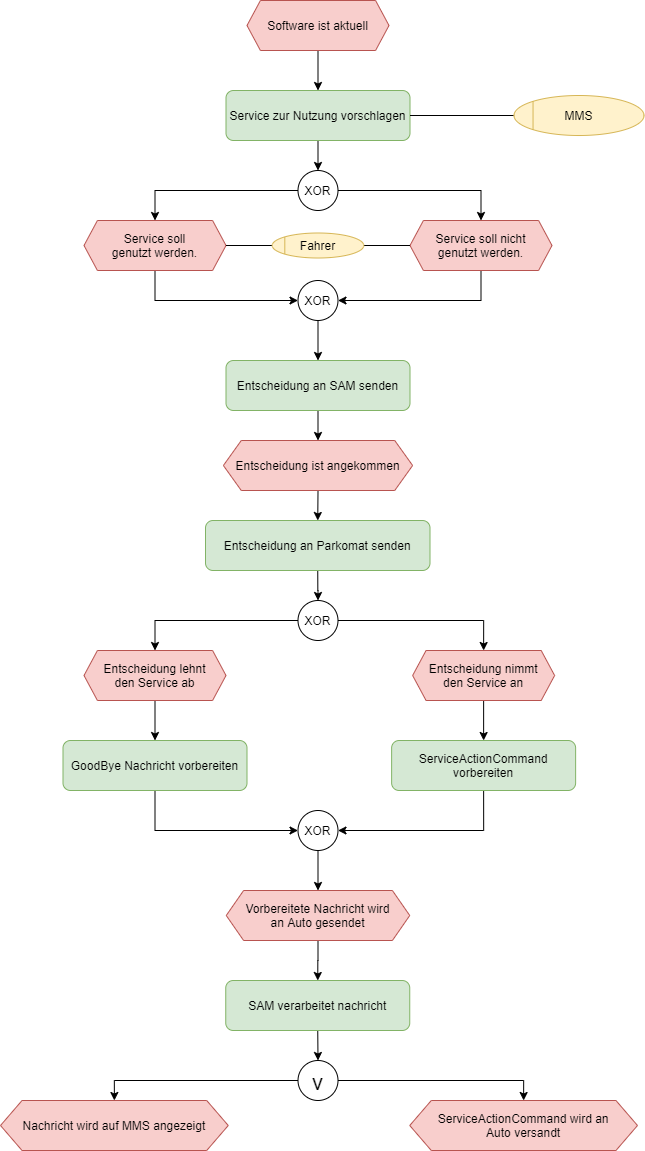 Software ist aktuell
Service zur Nutzung vorschlagen
MMS
XOR
Service soll
genutzt werden.
Fahrer
Service soll nicht
genutzt werden.
XOR
Entscheidung an SAM senden
Entscheidung ist angekommen
Entscheidung an Parkomat senden
XOR
Entscheidung lehnt
den Service ab
Entscheidung nimmt
den Service an
GoodBye Nachricht vorbereiten
ServiceActionCommand
vorbereiten
XOR
Vorbereitete Nachricht wird
an Auto gesendet
SAM verarbeitet nachricht
V
Nachricht wird auf MMS angezeigt
ServiceActionCommand wird an
Auto versandt